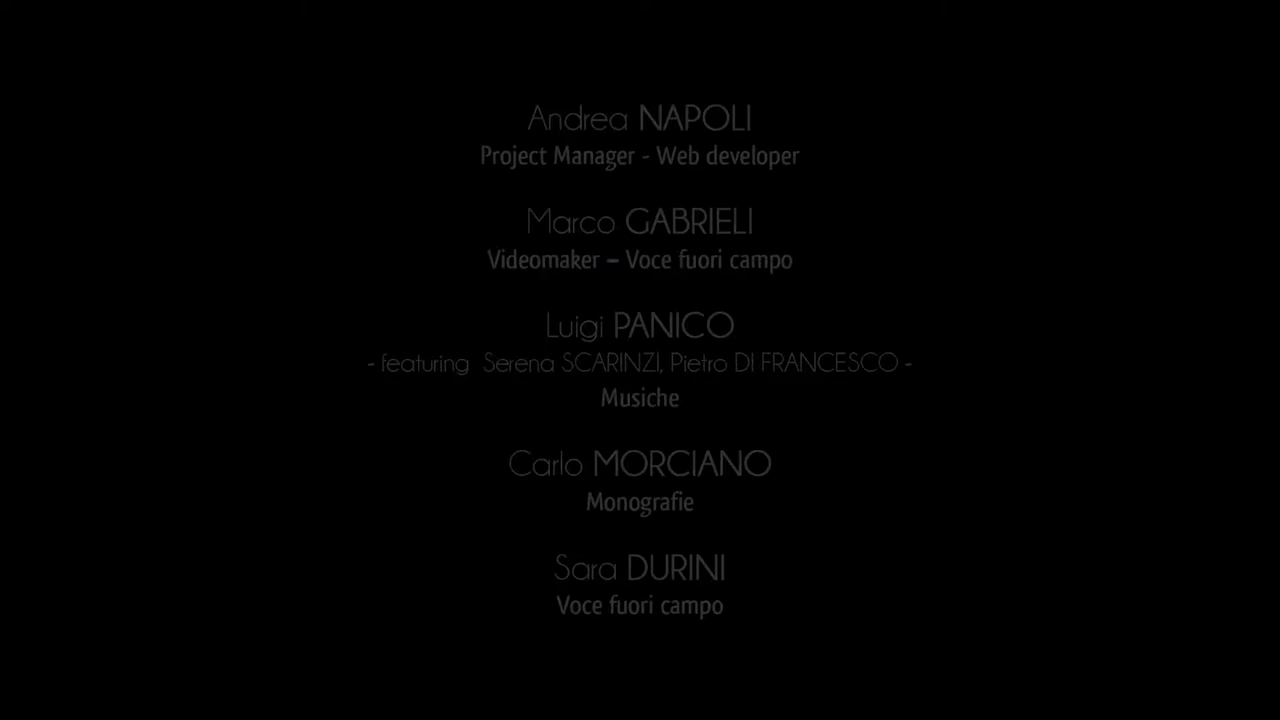 Andrea NAPOLI
Project Manager - Web developer
Marco GABRIELI
Videomaker – Voce fuori campo
Luigi PANICO
- featuring Serena SCARINZI, Pietro DI FRANCESCO -
Musiche
Carlo MORCIANO
Monografie
Sara DURINI
Voce fuori campo